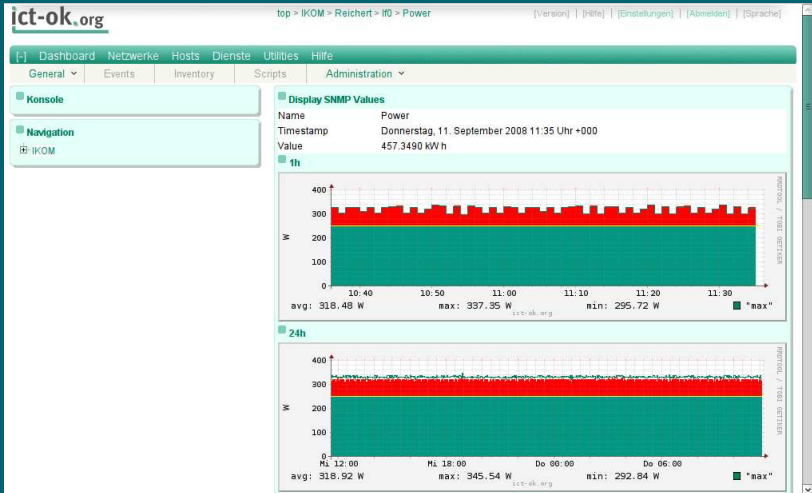 ict-ok.org
top > IKOM > Reichert > If0 > Power
[Version] | [Hilfe] | [Einstellungen] | [Abmelden] | [Sprache]
[-] Dashboard Netzwerke Hosts Dienste Utilities Hilfe
General Events Inventory Scripts Administration
Konsole
Navigation
IKOM
Display SNMP Values
Name Power
Timestamp Donnerstag, 11. September 2008 11:35 Uhr +000
Value 457.3490 kW h
1h
400
300
200
100
0
W
10:40 10:50 11:00 11:10 11:20 11:30
avg: 318.48 W max: 337.35 W min: 295.72 W "max"
ict-ok.org
RRDTOOL / TOBI OETIKER
24h
400
300
200
100
0
W
Mi 12:00 Mi 18:00 Do 00:00 Do 06:00
avg: 318.92 W max: 345.54 W min: 292.84 W "max"
ict-ok.org
RRDTOOL / TOBI OETIKER